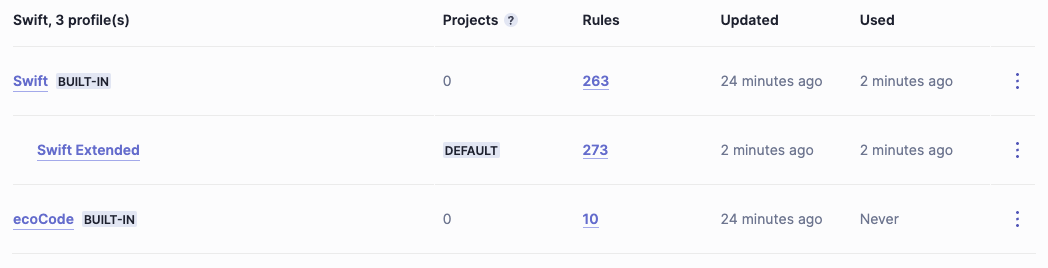 Swift, 3 profile(s) Projects ? Rules Updated Used
Swift BUILT-IN 0 263 24 minutes ago 2 minutes ago
Swift Extended DEFAULT 273 2 minutes ago 2 minutes ago
ecoCode BUILT-IN 0 10 24 minutes ago Never